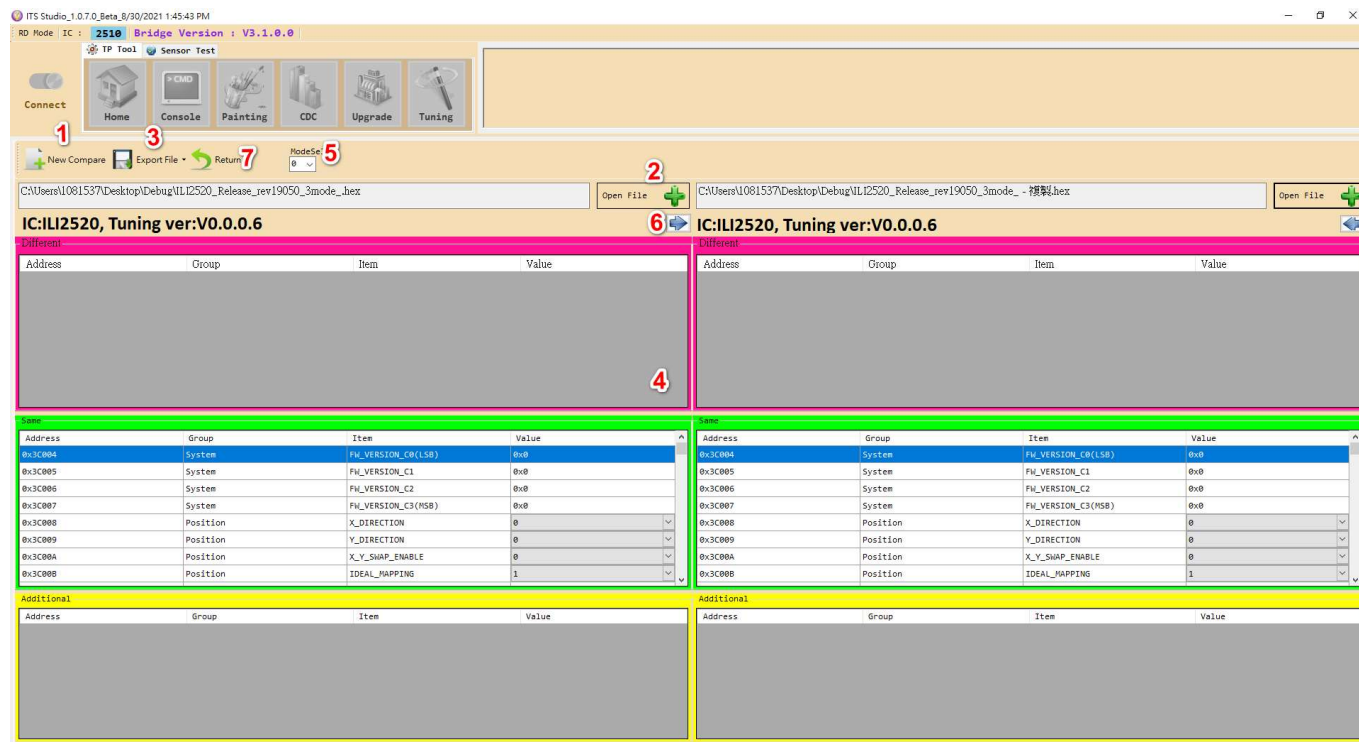 ITS Studio_1.0.7.0_Beta_8/30/2021 1:45:43 PM
RD Mode IC : 2510 Bridge Version : V3.1.0.0
TP Tool Sensor Test
Connect
> CMD
Home Console Painting CDC Upgrade Tuning
1 3 7 5 2
New Compare Export File Return
ModeSe
0
C:\Users\1081537\Desktop\Debug\ILI2520_Release_rev19050_3mode_.hex Open File C:\Users\1081537\Desktop\Debug\ILI2520_Release_rev19050_3mode_ - 複製.hex Open File
IC:ILI2520, Tuning ver:V0.0.0.6 6 IC:ILI2520, Tuning ver:V0.0.0.6
Different Different
Address Group Item Value Address Group Item Value
4
Same Same
Address Group Item Value Address Group Item Value
0x3C004 System FW_VERSION_C0(LSB) 0x0 0x3C004 System FW_VERSION_C0(LSB) 0x0
0x3C005 System FW_VERSION_C1 0x0 0x3C005 System FW_VERSION_C1 0x0
0x3C006 System FW_VERSION_C2 0x0 0x3C006 System FW_VERSION_C2 0x0
0x3C007 System FW_VERSION_C3(MSB) 0x0 0x3C007 System FW_VERSION_C3(MSB) 0x0
0x3C008 Position X_DIRECTION 0 0x3C008 Position X_DIRECTION 0
0x3C009 Position Y_DIRECTION 0 0x3C009 Position Y_DIRECTION 0
0x3C00A Position X_Y_SWAP_ENABLE 0 0x3C00A Position X_Y_SWAP_ENABLE 0
0x3C00B Position IDEAL_MAPPING 1 0x3C00B Position IDEAL_MAPPING 1
Additional Additional
Address Group Item Value Address Group Item Value